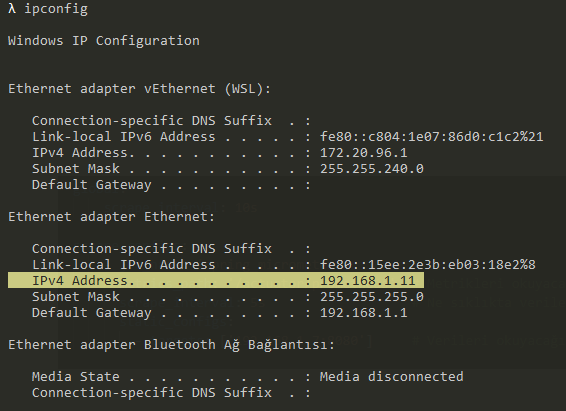 λ ipconfig
Windows IP Configuration
Ethernet adapter vEthernet (WSL):
Connection-specific DNS Suffix  . :
Link-local IPv6 Address . . . . . : fe80::c804:1e07:86d0:c1c2%21
IPv4 Address. . . . . . . . . . . : 172.20.96.1
Subnet Mask . . . . . . . . . . . : 255.255.240.0
Default Gateway . . . . . . . . . :
Ethernet adapter Ethernet:
Connection-specific DNS Suffix  . :
Link-local IPv6 Address . . . . . : fe80::15ee:2e3b:eb03:18e2%8
IPv4 Address. . . . . . . . . . . : 192.168.1.11
Subnet Mask . . . . . . . . . . . : 255.255.255.0
Default Gateway . . . . . . . . . : 192.168.1.1
Ethernet adapter Bluetooth Ağ Bağlantısı:
Media State . . . . . . . . . . . : Media disconnected
Connection-specific DNS Suffix  . :